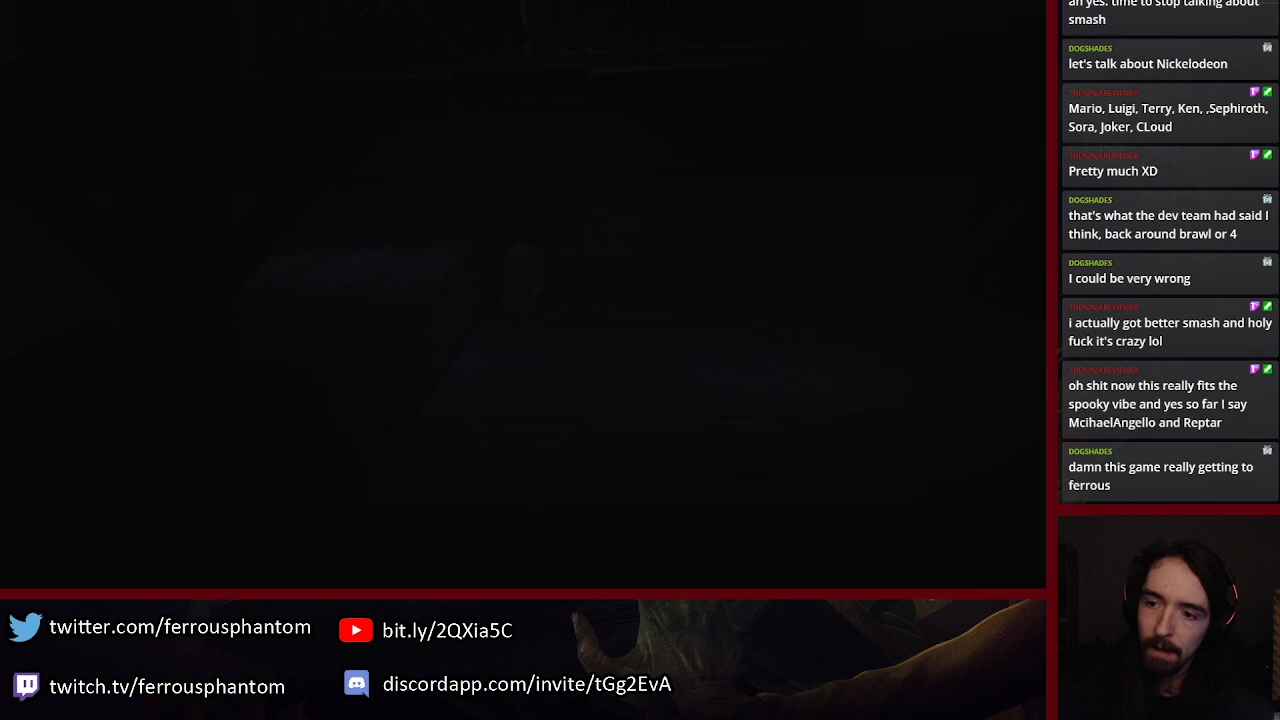 ah yes. time to stop talking about
smash
DOGSHADES
let's talk about Nickelodeon
THENINJAREVIEWER
Mario, Luigi, Terry, Ken, ,Sephiroth,
Sora, Joker, CLoud
THENINJAREVIEWER
Pretty much XD
DOGSHADES
that's what the dev team had said I
think, back around brawl or 4
DOGSHADES
I could be very wrong
THENINJAREVIEWER
i actually got better smash and holy
fuck it's crazy lol
THENINJAREVIEWER
oh shit now this really fits the
spooky vibe and yes so far I say
McihaelAngello and Reptar
DOGSHADES
damn this game really getting to
ferrous
twitter.com/ferrousphantom
bit.ly/2QXia5C
twitch.tv/ferrousphantom
discordapp.com/invite/tGg2EvA